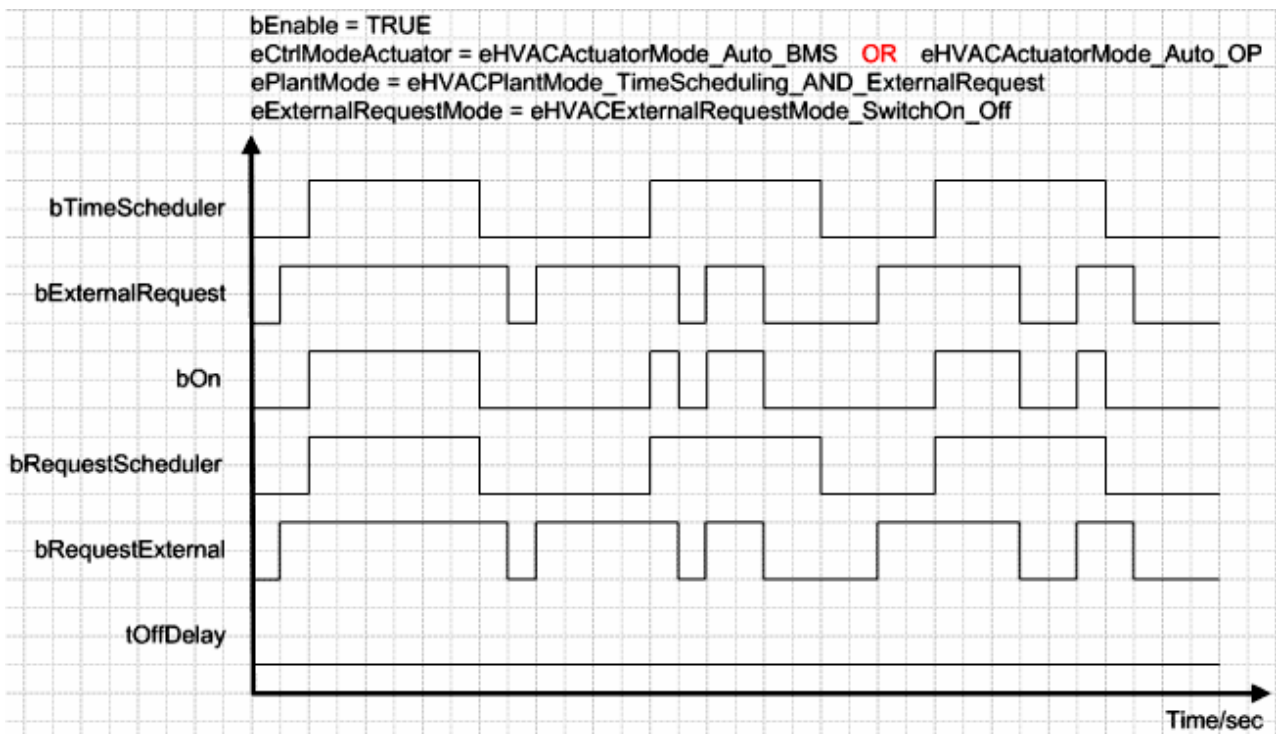 bEnable = TRUE
eCtrlModeActuator = eHVACActuatorMode_Auto_BMS OR eHVACActuatorMode_Auto_OP
ePlantMode = eHVACPlantMode_TimeScheduling_AND_ExternalRequest
eExternalRequestMode = eHVACExternalRequestMode_SwitchOn_Off
bTimeScheduler
bExternalRequest
bOn
bRequestScheduler
bRequestExternal
tOffDelay
Time/sec